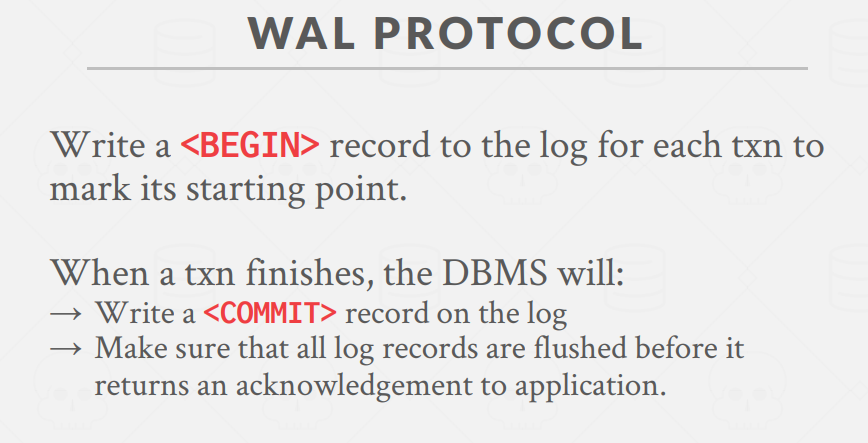 WAL PROTOCOL
Write a <BEGIN> record to the log for each txn to
mark its starting point.
When a txn finishes, the DBMS will:
→ Write a <COMMIT> record on the log
→ Make sure that all log records are flushed before it
returns an acknowledgement to application.